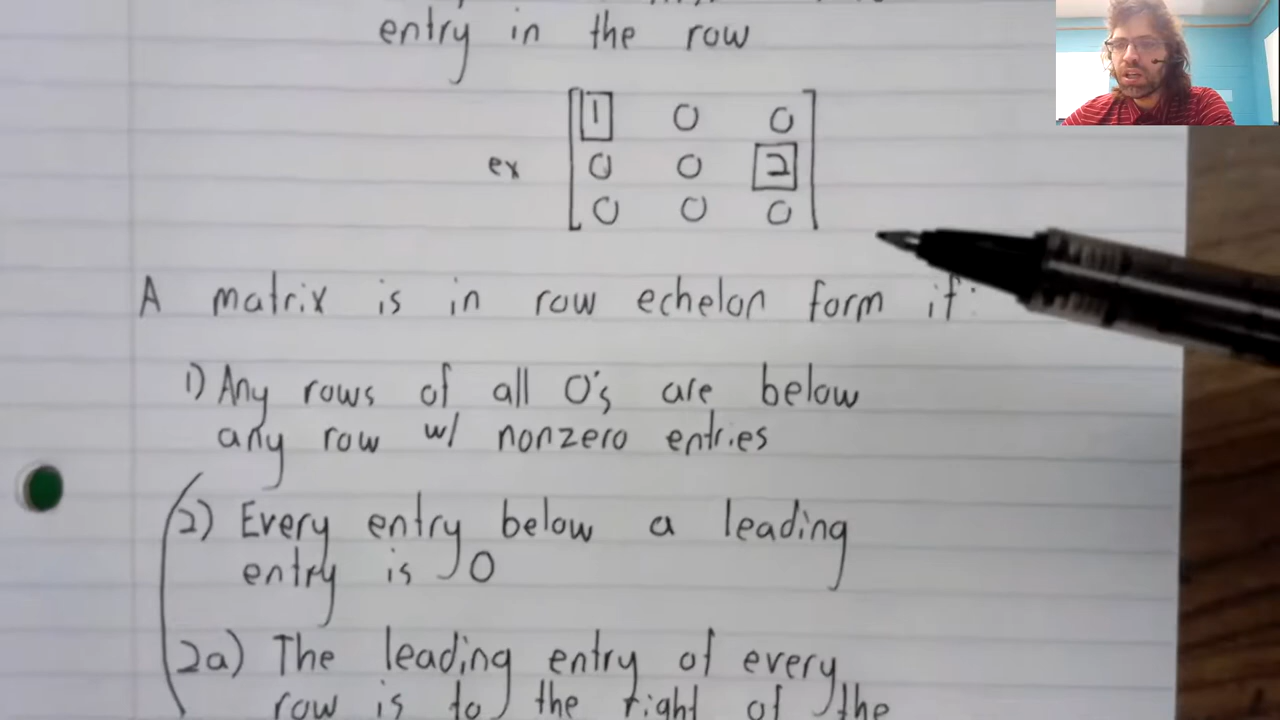 entry in the row
1 0 0
ex 0 0 2
0 0 0
A matrix is in row echelon form if:
1) Any rows of all 0's are below
any row w/ nonzero entries
2) Every entry below a leading
entry is 0
2a) The leading entry of every
row is to the right of the